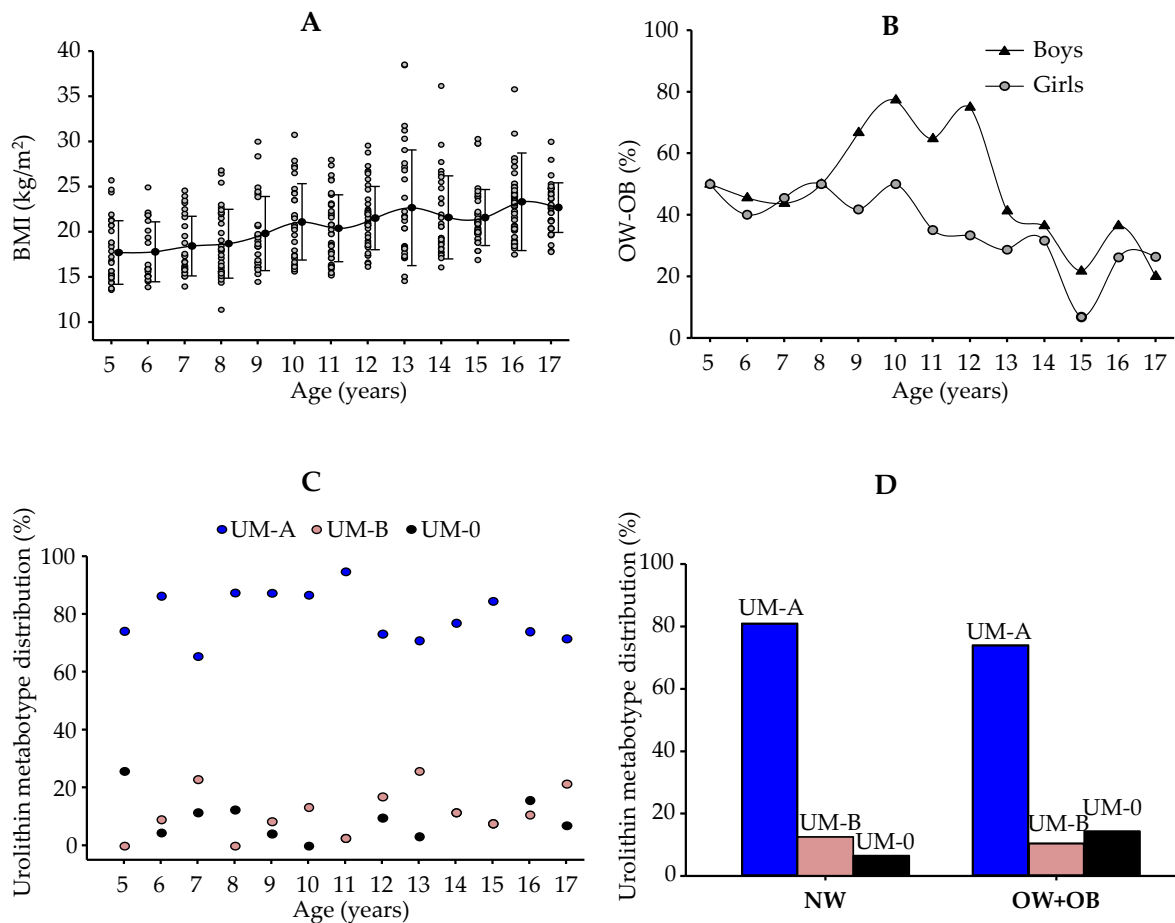 A
BMI (kg/m²)
40
35
30
25
20
15
10
5 6 7 8 9 10 11 12 13 14 15 16 17
Age (years)
B
OW-OB (%)
100
80
60
40
20
0
Boys
Girls
5 6 7 8 9 10 11 12 13 14 15 16 17
Age (years)
C
Urolithin metabotype distribution (%)
UM-A UM-B UM-0
100
80
60
40
20
0
5 6 7 8 9 10 11 12 13 14 15 16 17
Age (years)
D
Urolithin metabotype distribution (%)
100
80
60
40
20
0
UM-A
UM-B
UM-0
UM-A
UM-B
UM-0
NW OW+OB